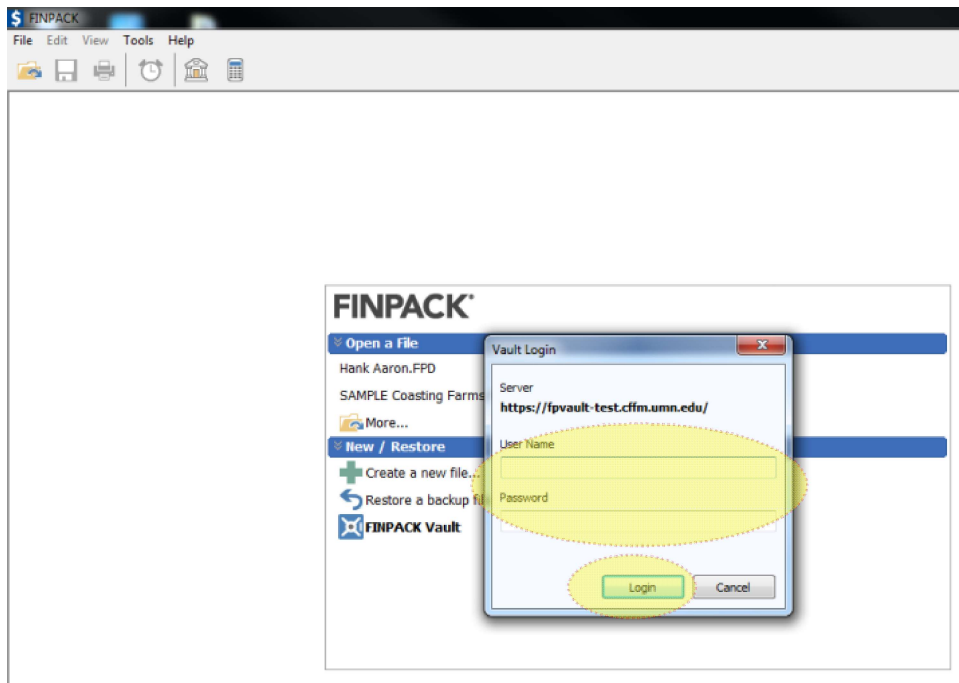 $ FINPACK
File Edit View Tools Help
FINPACK®
Open a File
Hank Aaron.FPD
SAMPLE Coasting Farms
More...
New / Restore
Create a new file...
Restore a backup
FINPACK Vault
Vault Login
X
Server
https://fpvault-test.cffm.umn.edu/
User Name
Password
Login Cancel